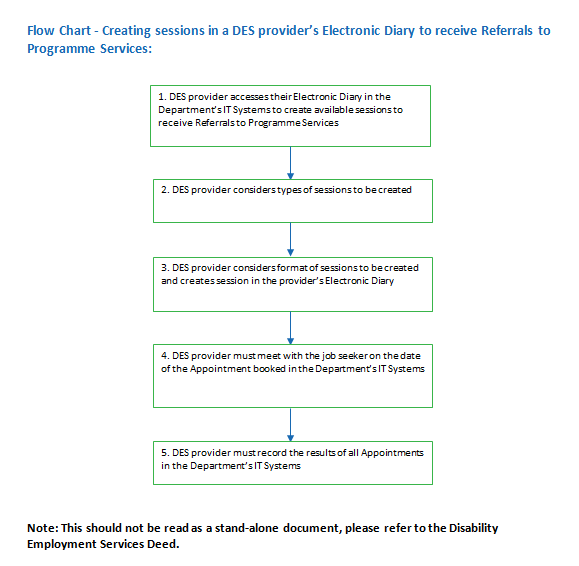 Flow Chart - Creating sessions in a DES provider's Electronic Diary to receive Referrals to
Programme Services:
1. DES provider accesses their Electronic Diary in the
Department's IT Systems to create available sessions to
receive Referrals to Programme Services
2. DES provider considers types of sessions to be created
3. DES provider considers format of sessions to be created
and creates session in the provider's Electronic Diary
4. DES provider must meet with the job seeker on the date
of the Appointment booked in the Department's IT Systems
5. DES provider must record the results of all Appointments
in the Department's IT Systems
Note: This should not be read as a stand-alone document, please refer to the Disability
Employment Services Deed.